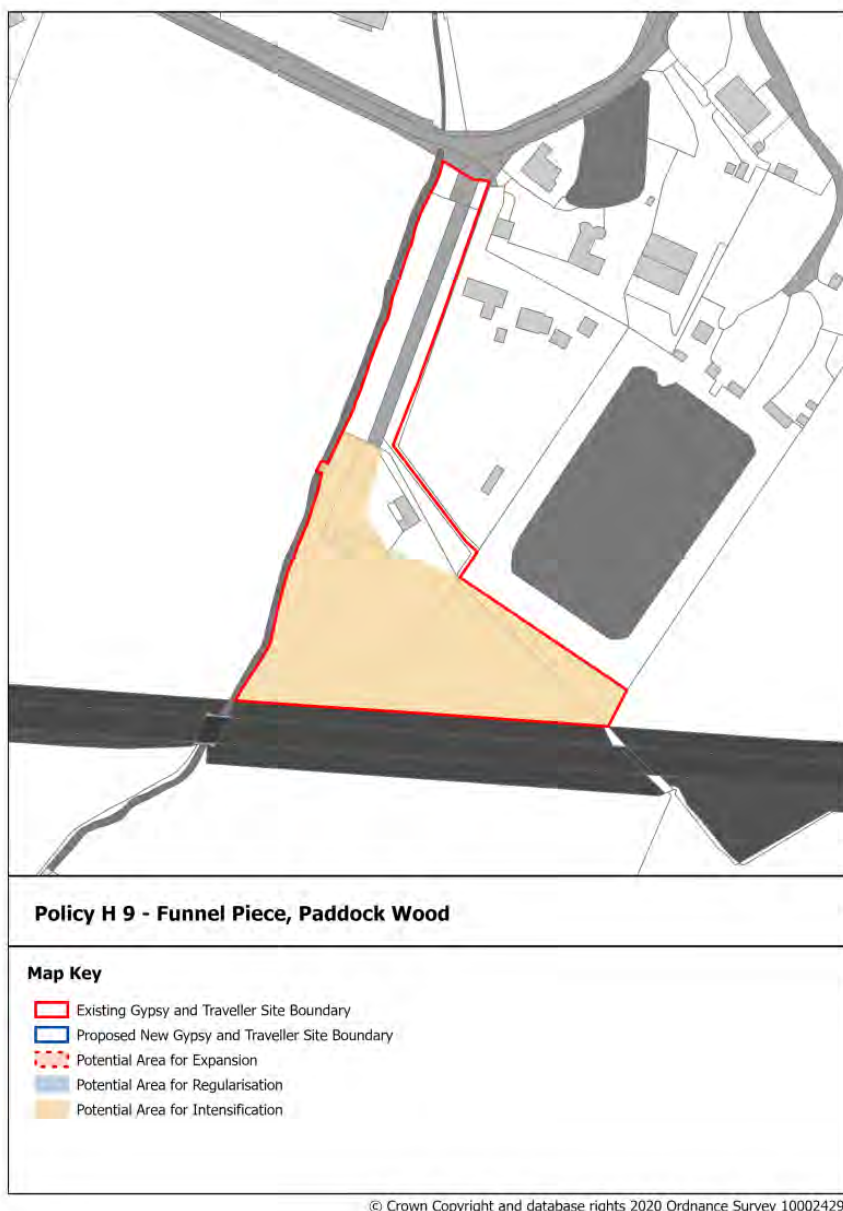 Policy H 9 - Funnel Piece, Paddock Wood
Map Key
Existing Gypsy and Traveller Site Boundary
Proposed New Gypsy and Traveller Site Boundary
Potential Area for Expansion
Potential Area for Regularisation
Potential Area for Intensification
© Crown Copyright and database rights 2020 Ordnance Survey 10002429